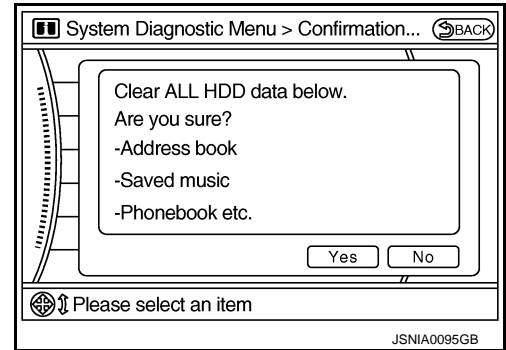 System Diagnostic Menu > Confirmation... BACK
Clear ALL HDD data below.
Are you sure?
-Address book
-Saved music
-Phonebook etc.
Yes No
Please select an item
JSNIA0095GB